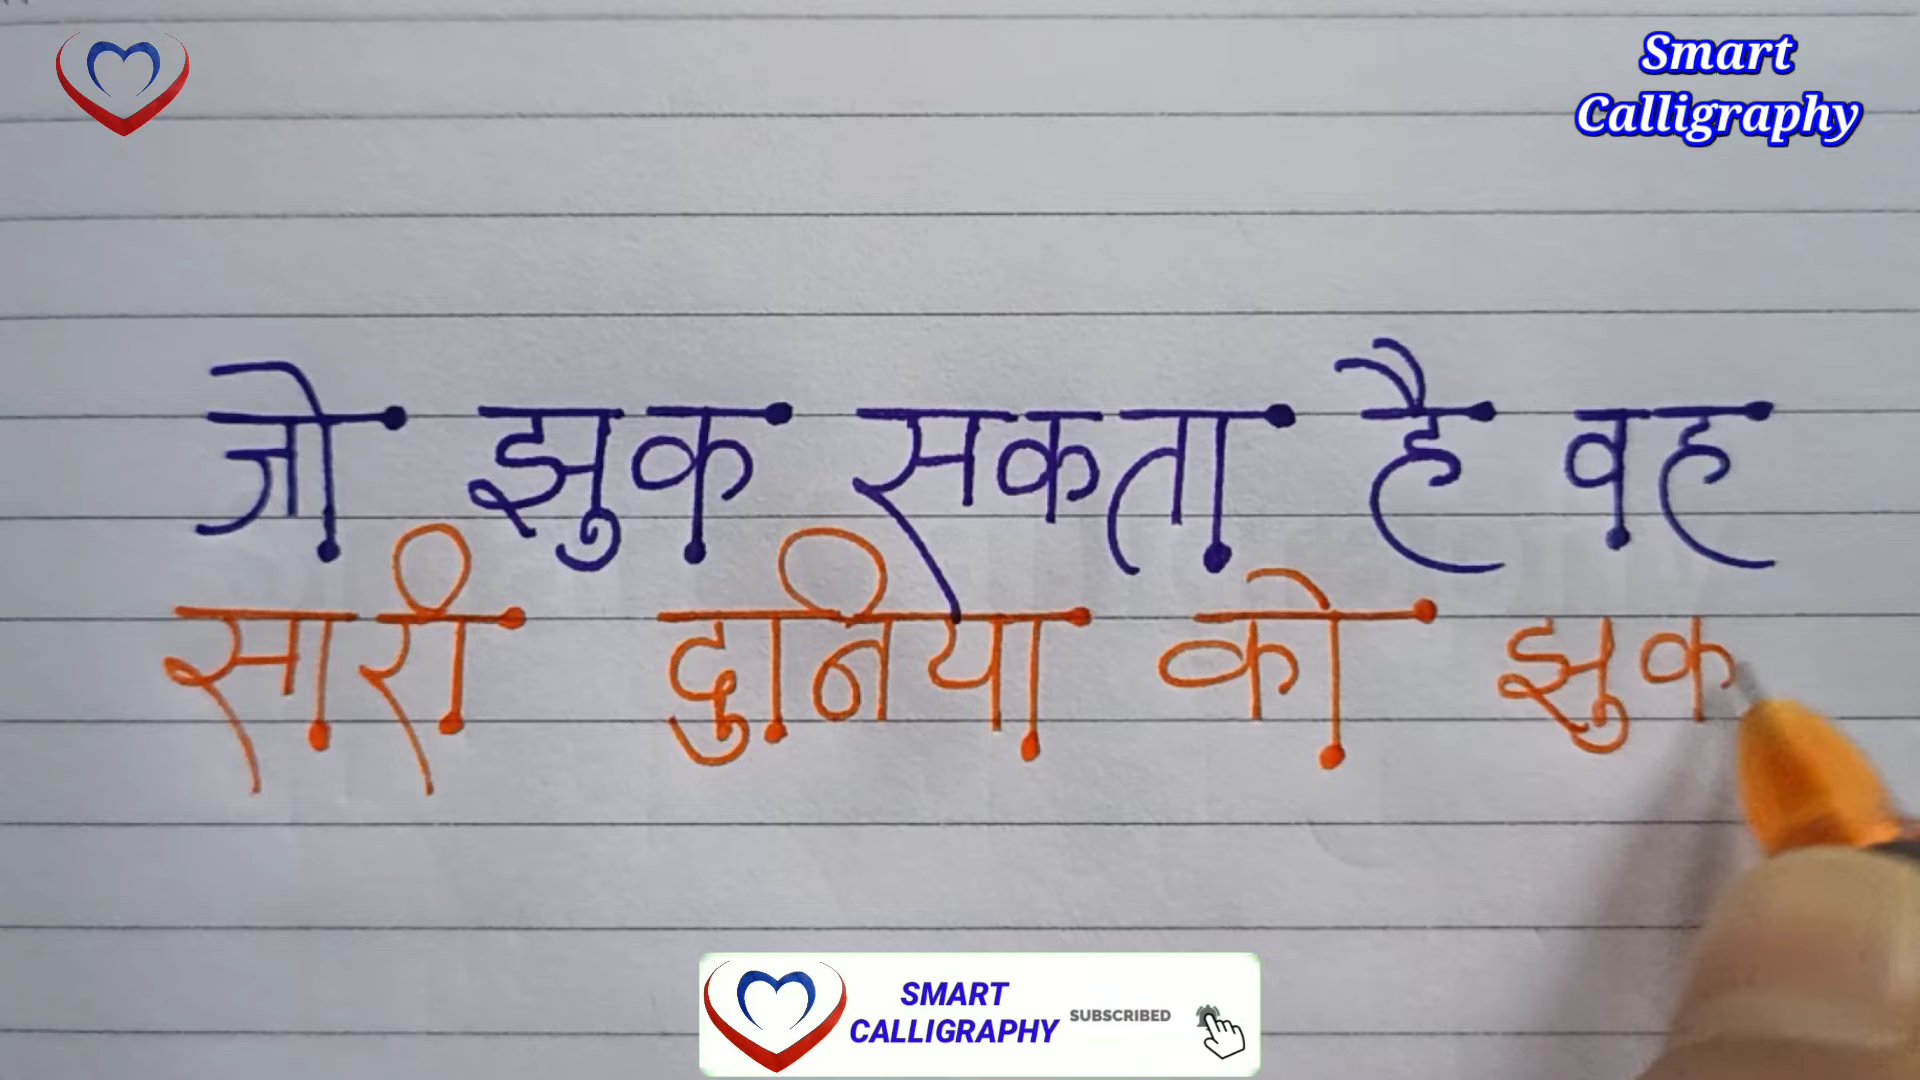 Smart
Calligraphy
जो झुक सकता है वह
सारी दुनिया को झुक
SMART
CALLIGRAPHY
SUBSCRIBED